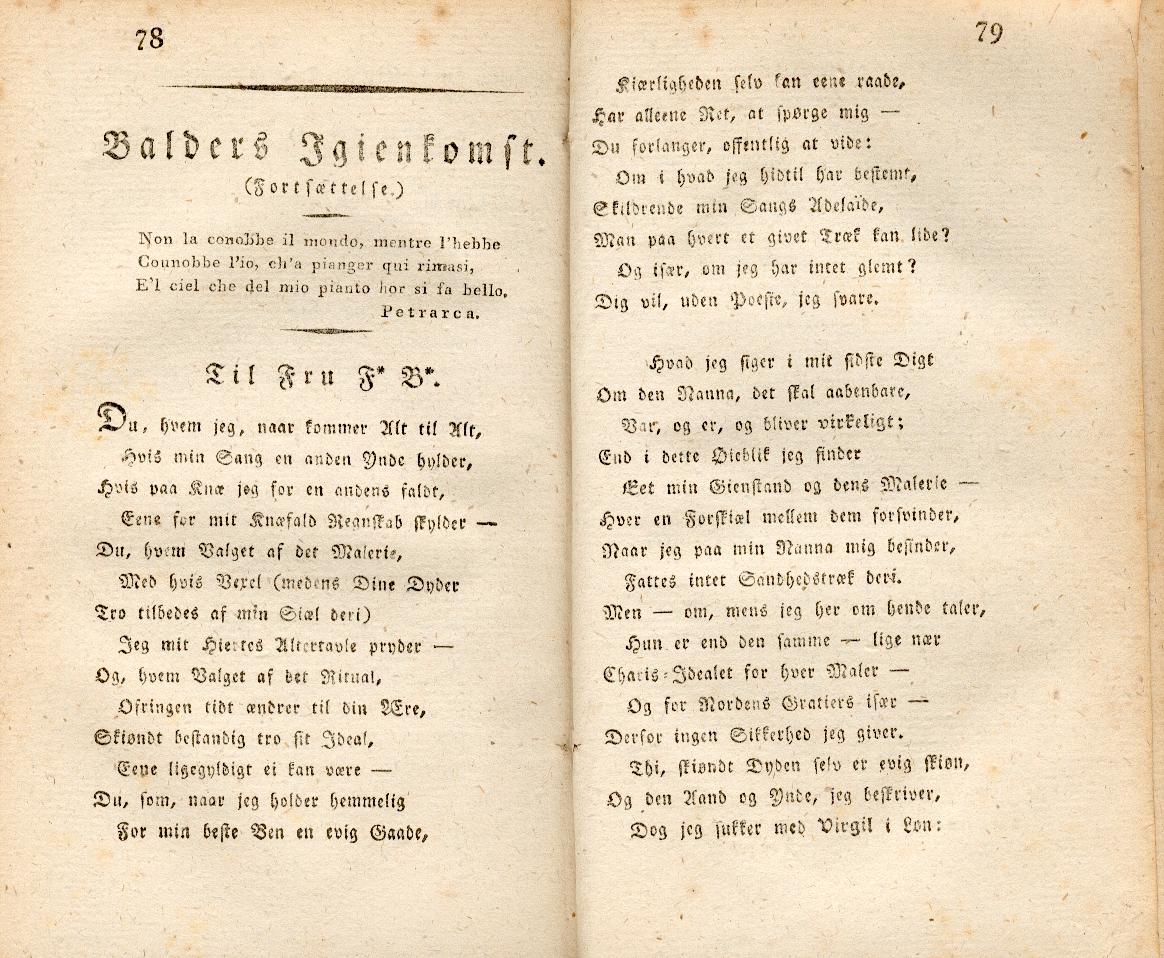 78
Balders Igienkomst.
(Fortsættelse.)
Non la conobbe il mondo, mentre l'hebbe
Counobbe l'io, ch'a pianger qui rimasi,
E'l ciel che del mio pianto hor si fa bello.
Petrarca.
Til Fru F* B*.
Du, hvem jeg, naar kommer Alt til Alt,
Hvis min Sang en anden Ynde hylder,
Hvis paa Knæ jeg for en andens faldt,
Eene for mit Knæfald Regnskab skylder —
Du, hvem Valget af det Malerie,
Med hvis Vexel (medens Dine Dyder
Tro tilbedes af min Siæl deri)
Jeg mit Hiertes Altertavle pryder —
Og, hvem Valget af det Ritual,
Ofringen tidt ændrer til din Ære,
Skiøndt bestandig tro sit Ideal,
Eene ligegyldigt ei kan være —
Du, som, naar jeg holder hemmelig
For min beste Ven en evig Gaade,
79
Kiærligheden selv kan eene raade,
Har alleene Ret, at spørge mig —
Du forlanger, offentlig at vide:
Om i hvad jeg hidtil har bestemt,
Skildrende min Sangs Adelaïde,
Man paa hvert et givet Træk kan lide?
Og især, om jeg har intet glemt?
Dig vil, uden Poesie, jeg svare.
Hvad jeg siger i mit sidste Digt
Om den Nanna, det skal aabenbare,
Var, og er, og bliver virkeligt;
End i dette Øieblik jeg finder
Eet min Gienstand og dens Malerie —
Hver en Forskiæl mellem dem forsvinder,
Naar jeg paa min Nanna mig besinder,
Fattes intet Sandhedstræk deri.
Men — om, mens jeg her om hende taler,
Hun er end den samme — lige nær
Charis-Idealet for hver Maler —
Og for Nordens Gratier især —
Derfor ingen Sikkerhed jeg giver.
Thi, skiøndt Dyden selv er evig skiøn,
Og den Aand og Ynde, jeg beskriver,
Dog jeg sukker med Virgil i Løn: